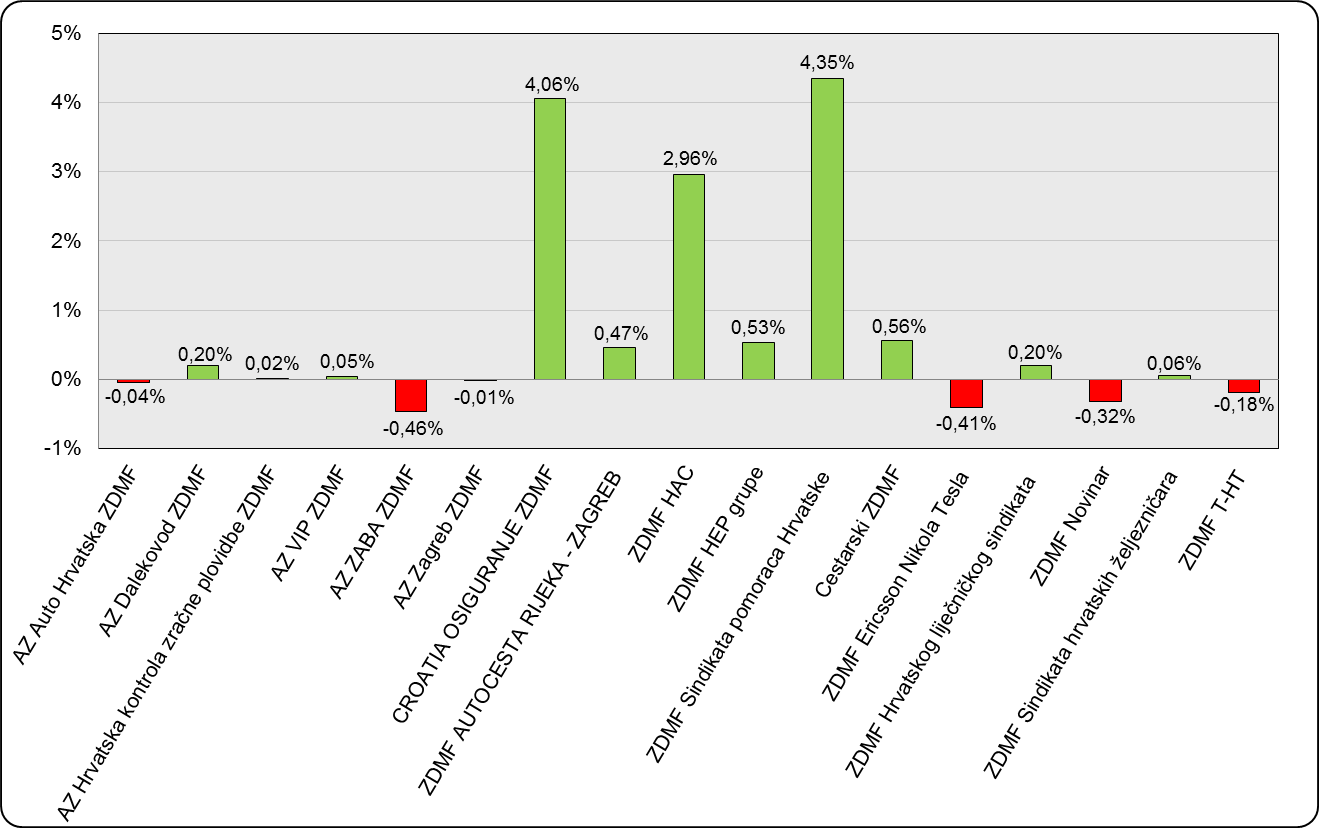 5%
4%
3%
2%
1%
0%
-1%
-0,04%
0,20%
0,02%
0,05%
-0,46%
-0,01%
4,06%
0,47%
2,96%
0,53%
4,35%
0,56%
-0,41%
0,20%
-0,32%
0,06%
-0,18%
AZ Auto Hrvatska ZDMF
AZ Dalekovod ZDMF
AZ Hrvatska kontrola zračne plovidbe ZDMF
AZ VIP ZDMF
AZ ZABA ZDMF
AZ Zagreb ZDMF
CROATIA OSIGURANJE ZDMF
ZDMF AUTOCESTA RIJEKA - ZAGREB
ZDMF HAC
ZDMF HEP grupe
ZDMF Sindikata pomoraca Hrvatske
Cestarski ZDMF
ZDMF Ericsson Nikola Tesla
ZDMF Hrvatskog liječničkog sindikata
ZDMF Novinar
ZDMF Sindikata hrvatskih željezničara
ZDMF T-HT